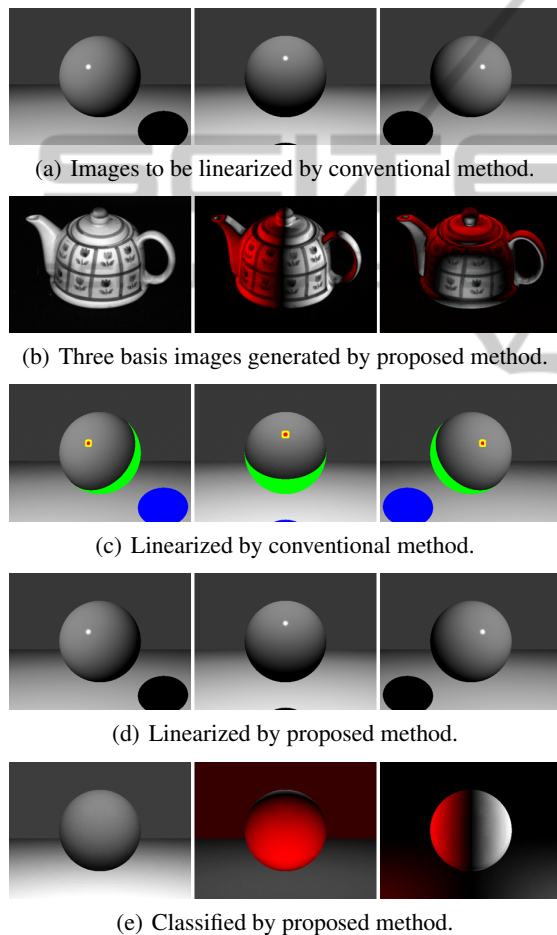 (a) Images to be linearized by conventional method.
(b) Three basis images generated by proposed method.
(c) Linearized by conventional method.
(d) Linearized by proposed method.
(e) Classified by proposed method.